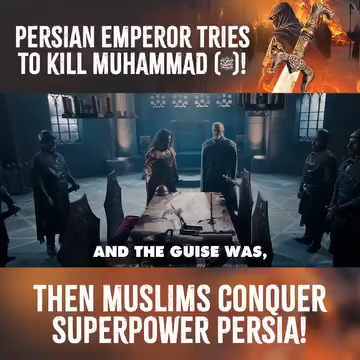 PERSIAN EMPEROR TRIES
TO KILL MUHAMMAD (ﷺ)!
AND THE GUISE WAS,
THEN MUSLIMS CONQUER
SUPERPOWER PERSIA!